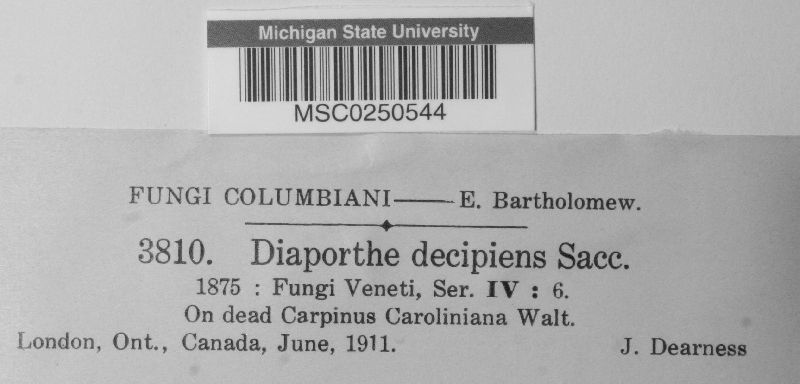 Michigan State University
MSC0250544
FUNGI COLUMBIANI—E. Bartholomew.
3810. Diaporthe decipiens Sacc.
1875 : Fungi Veneti, Ser. IV : 6.
On dead Carpinus Caroliniana Walt.
London, Ont., Canada, June, 1911. J. Dearness